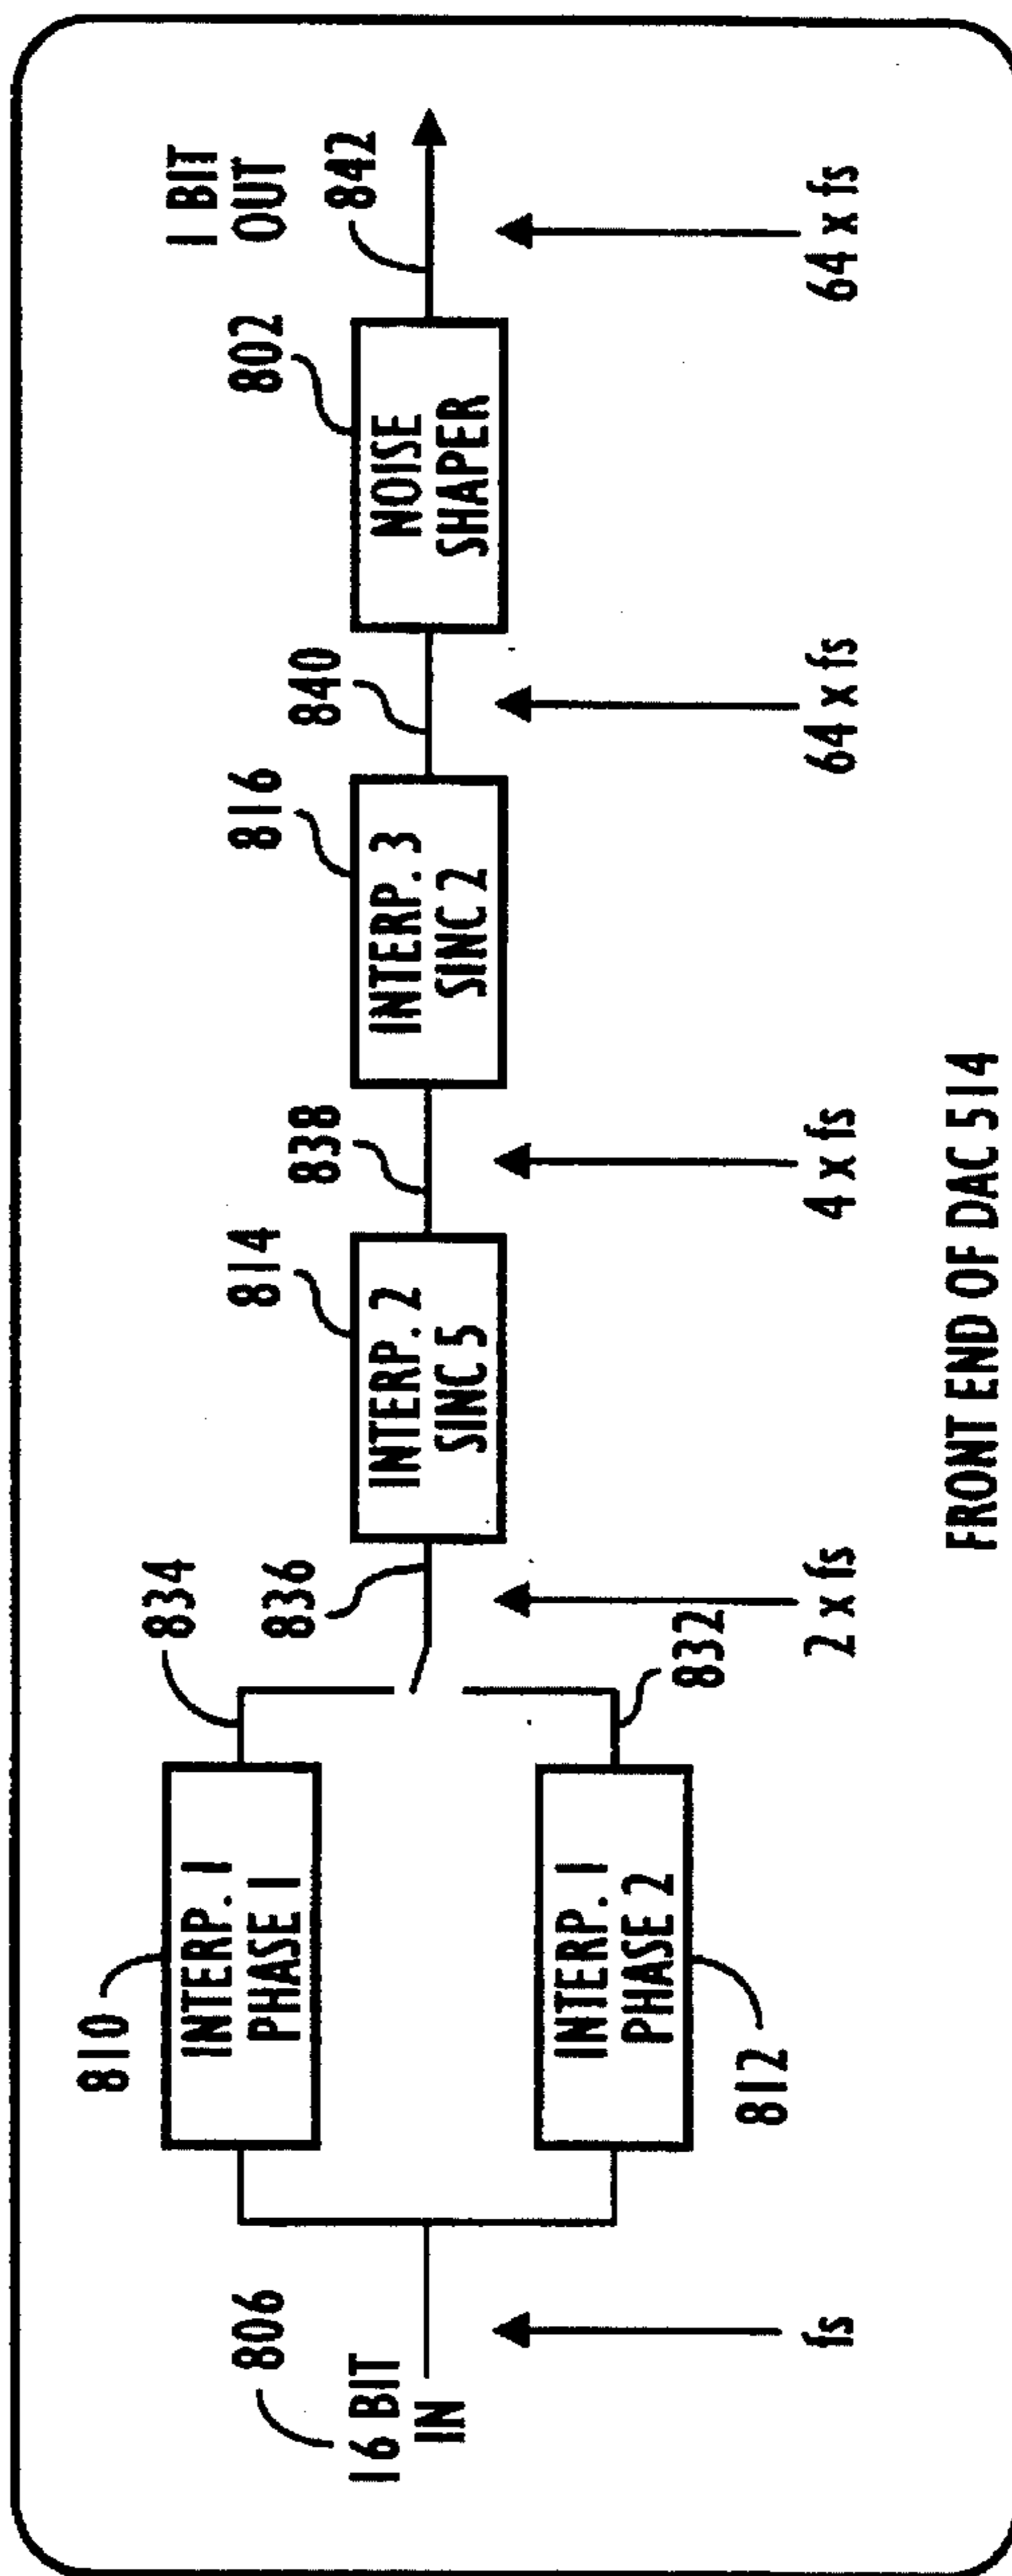 810
INTERP. 1
PHASE 1
834
806
16 BIT
IN
INTERP. 1
PHASE 2
812
832
836
814
INTERP. 2
SINC 5
838
816
INTERP. 3
SINC 2
840
802
NOISE
SHAPER
1 BIT
OUT
842
fs
2 x fs
4 x fs
64 x fs
64 x fs
FRONT END OF DAC 514